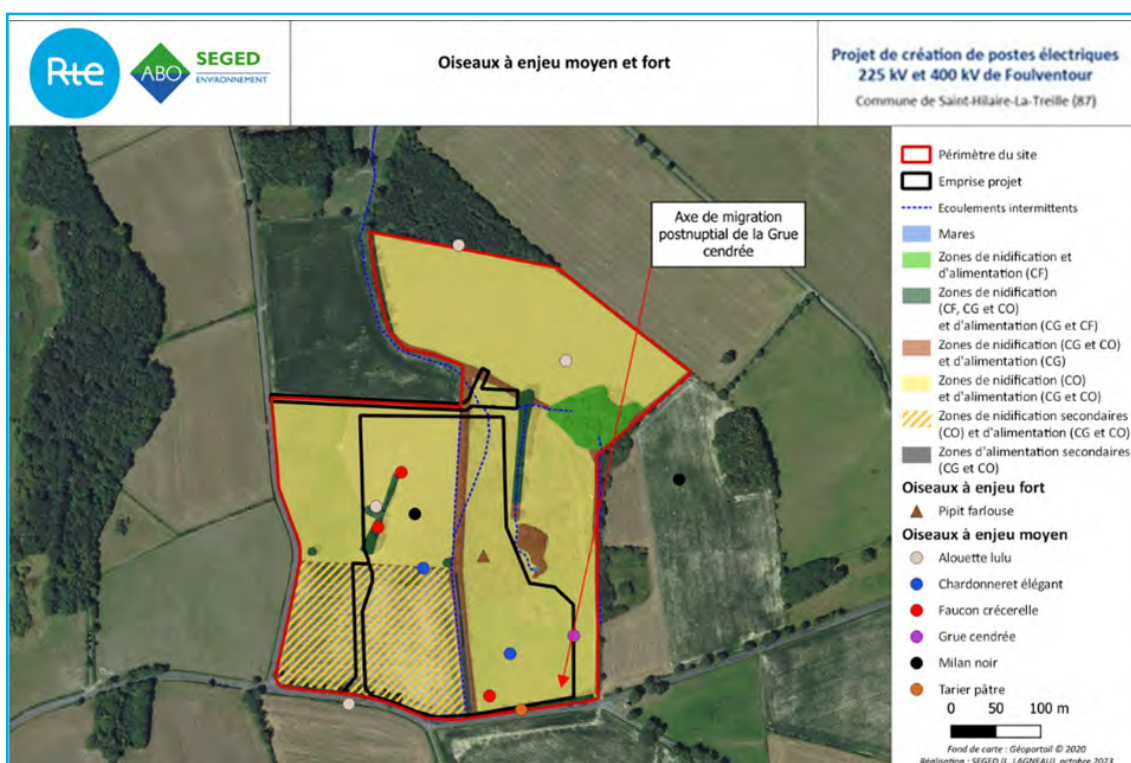 Rte
ABO
SEGED
ENVIRONNEMENT
Oiseaux à enjeu moyen et fort
Projet de création de postes électriques
225 kV et 400 kV de Foulventour
Commune de Saint-Hilaire-La-Treille (87)
Axe de migration
postnuptial de la Grue
cendrée
Périmètre du site
Emprise projet
Ecoulements intermittents
Mares
Zones de nidification et
d'alimentation (CF)
Zones de nidification
(CF, CG et CO)
et d'alimentation (CG et CF)
Zones de nidification (CG et CO)
et d'alimentation (CG)
Zones de nidification (CO)
et d'alimentation (CG et CO)
Zones de nidification secondaires
(CO) et d'alimentation (CG et CO)
Zones d'alimentation secondaires
(CG et CO)
Oiseaux à enjeu fort
Pipit farlouse
Oiseaux à enjeu moyen
Alouette lulu
Chardonneret élégant
Faucon crécerelle
Grue cendrée
Milan noir
Tarier pâtre
0 50 100 m
Fond de carte : Géoportail © 2020
Réalisation : SEGED (L. LAGNEAU), octobre 2023